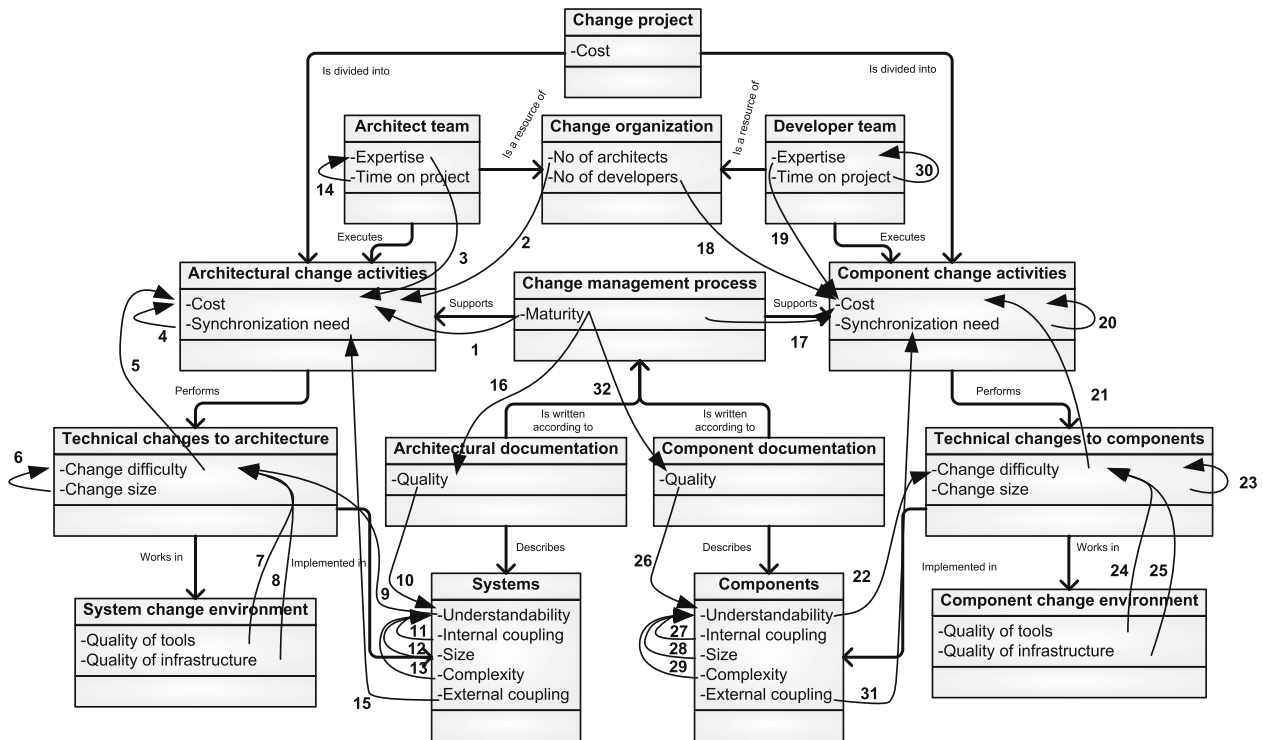 Change project
-Cost
Is divided into
Is divided into
Architect team
-Expertise
-Time on project
14
Is a resource of
Change organization
-No of architects
-No of developers
Is a resource of
Developer team
-Expertise
-Time on project
30
Executes
3
2
18
19
Executes
Architectural change activities
-Cost
-Synchronization need
4
Supports
1
Change management process
-Maturity
Supports
17
Component change activities
-Cost
-Synchronization need
20
5
Performs
16
32
Is written
according to
Is written
according to
Performs
21
Technical changes to architecture
-Change difficulty
-Change size
6
Architectural documentation
-Quality
Component documentation
-Quality
Technical changes to components
-Change difficulty
-Change size
23
Works in
7
8
Implemented in
9
10
Describes
Describes
26
22
Implemented in
Works in
24
25
System change environment
-Quality of tools
-Quality of infrastructure
Systems
-Understandability
-Internal coupling
-Size
-Complexity
-External coupling
11
12
13
15
Components
-Understandability
-Internal coupling
-Size
-Complexity
-External coupling
27
28
29
31
Component change environment
-Quality of tools
-Quality of infrastructure